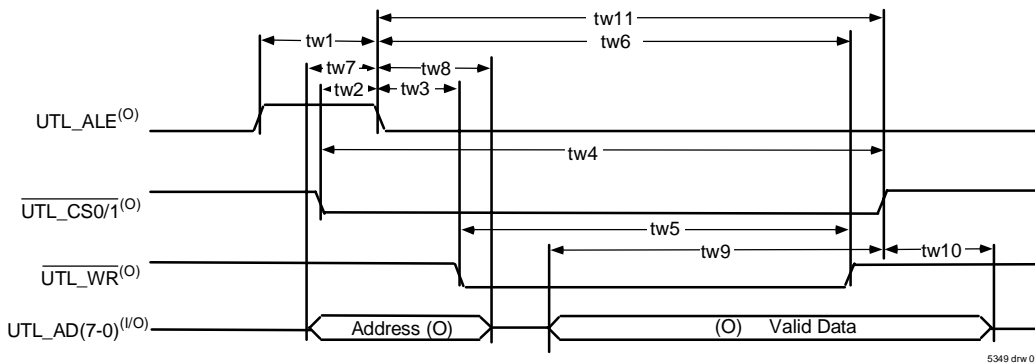 tw11
tw1 tw6
tw7 tw8
tw2 tw3
UTL_ALE(O)
tw4
UTL_CS0/1(O)
tw5
tw9 tw10
UTL_WR(O)
UTL_AD(7-0)(I/O) Address (O) (O) Valid Data
5349 drw 0